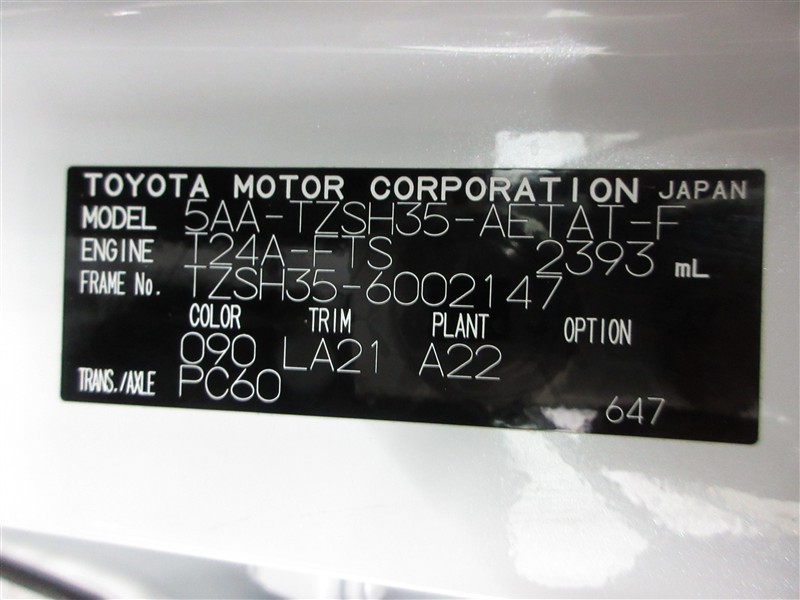 TOYOTA MOTOR CORPORATION JAPAN
MODEL 5AA-TZSH35-AETAT-F
ENGINE T24A-FTS 2393 mL
FRAME No. TZSH35-6002147
COLOR TRIM PLANT OPTION
090 LA21 A22
TRANS./AXLE PC60
647